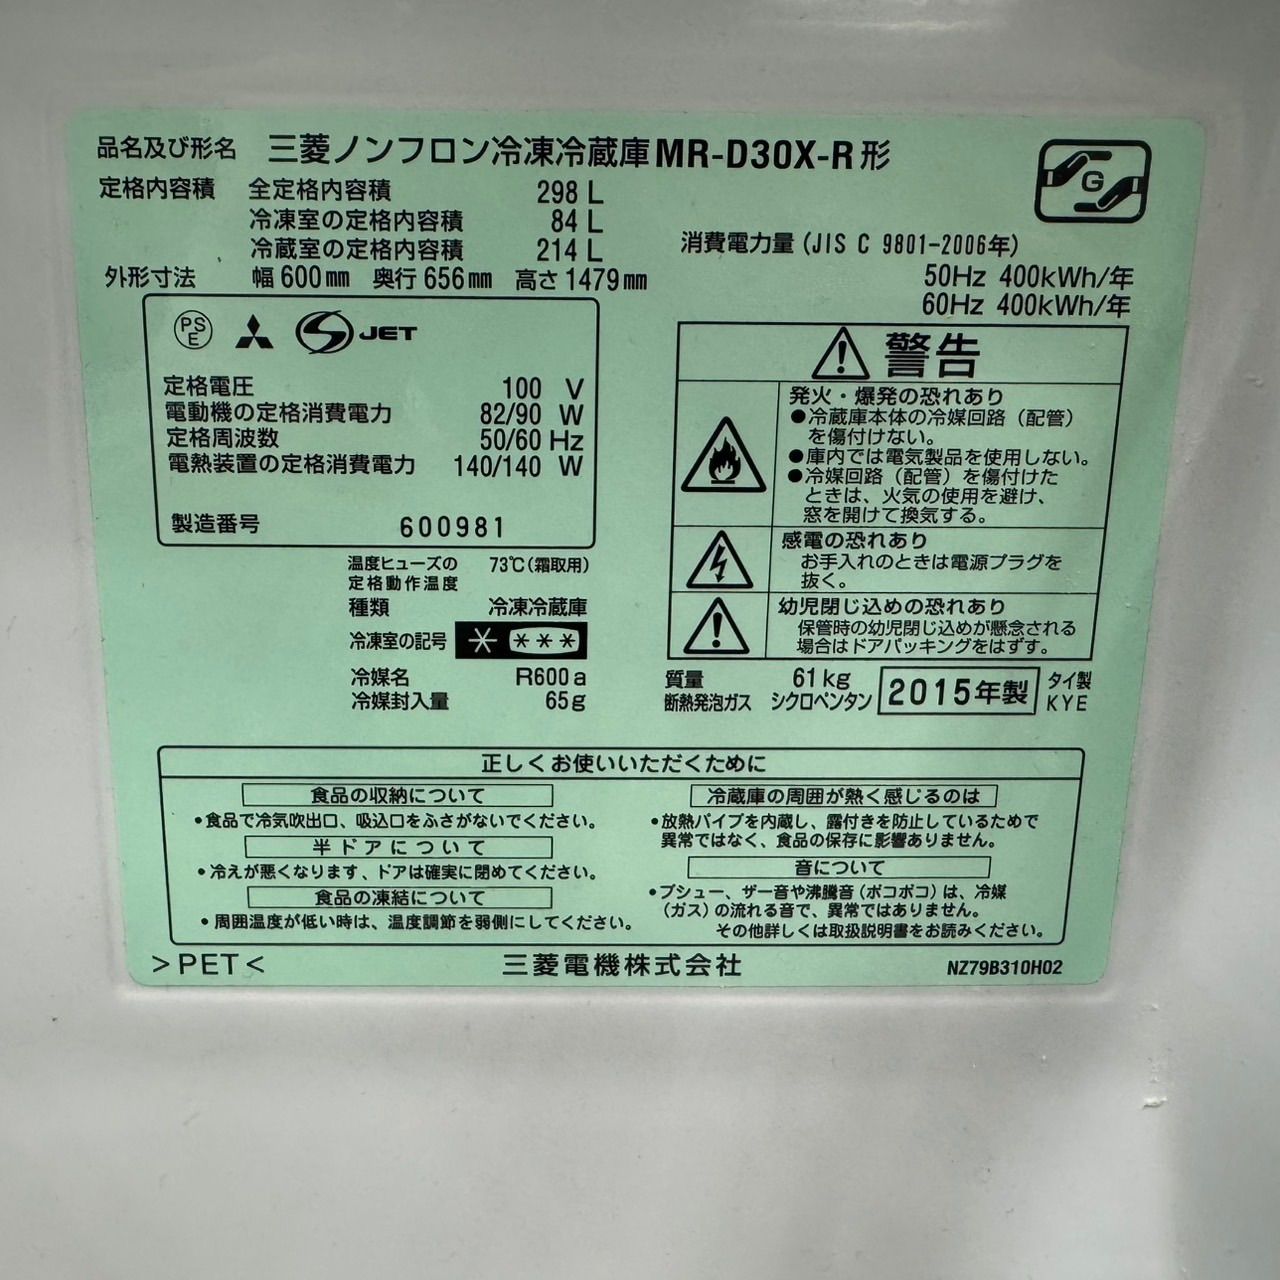 品名及び形名 三菱ノンフロン冷凍冷蔵庫MR-D30X-R形
定格内容積 全定格内容積 298 L
冷凍室の定格内容積 84 L
冷蔵室の定格内容積 214 L
外形寸法 幅 600mm 奥行 656mm 高さ 1479mm
G
消費電力量 (JIS C 9801-2006年)
50Hz 400kWh/年
60Hz 400kWh/年
PS
E
JET
定格電圧 100 V
電動機の定格消費電力 82/90 W
定格周波数 50/60 Hz
電熱装置の定格消費電力 140/140 W
製造番号 600981
警告
発火・爆発の恐れあり
●冷蔵庫本体の冷媒回路（配管）
を傷付けない。
●庫内では電気製品を使用しない。
●冷媒回路（配管）を傷付けた
ときは、火気の使用を避け、
窓を開けて換気する。
感電の恐れあり
お手入れのときは電源プラグを
抜く。
幼児閉じ込めの恐れあり
保管時の幼児閉じ込めが懸念される
場合はドアパッキングをはずす。
温度ヒューズの 73℃(霜取用)
定格動作温度
種類 冷凍冷蔵庫
冷凍室の記号 * ***
冷媒名 R600a
冷媒封入量 65g
質量 61kg
断熱発泡ガス シクロペンタン
2015年製
タイ製
KYE
正しくお使いいただくために
食品の収納について
・食品で冷気吹出口、吸込口をふさがないでください。
半ドアについて
・冷えが悪くなります、ドアは確実に閉めてください。
食品の凍結について
・周囲温度が低い時は、温度調節を弱側にしてください。
冷蔵庫の周囲が熱く感じるのは
・放熱パイプを内蔵し、露付きを防止しているためで
異常ではなく、食品の保存に影響ありません。
音について
・プシュー、ザー音や沸騰音（ポコポコ）は、冷媒
（ガス）の流れる音で、異常ではありません。
その他詳しくは取扱説明書をお読みください。
>PET<
三菱電機株式会社
NZ79B310H02